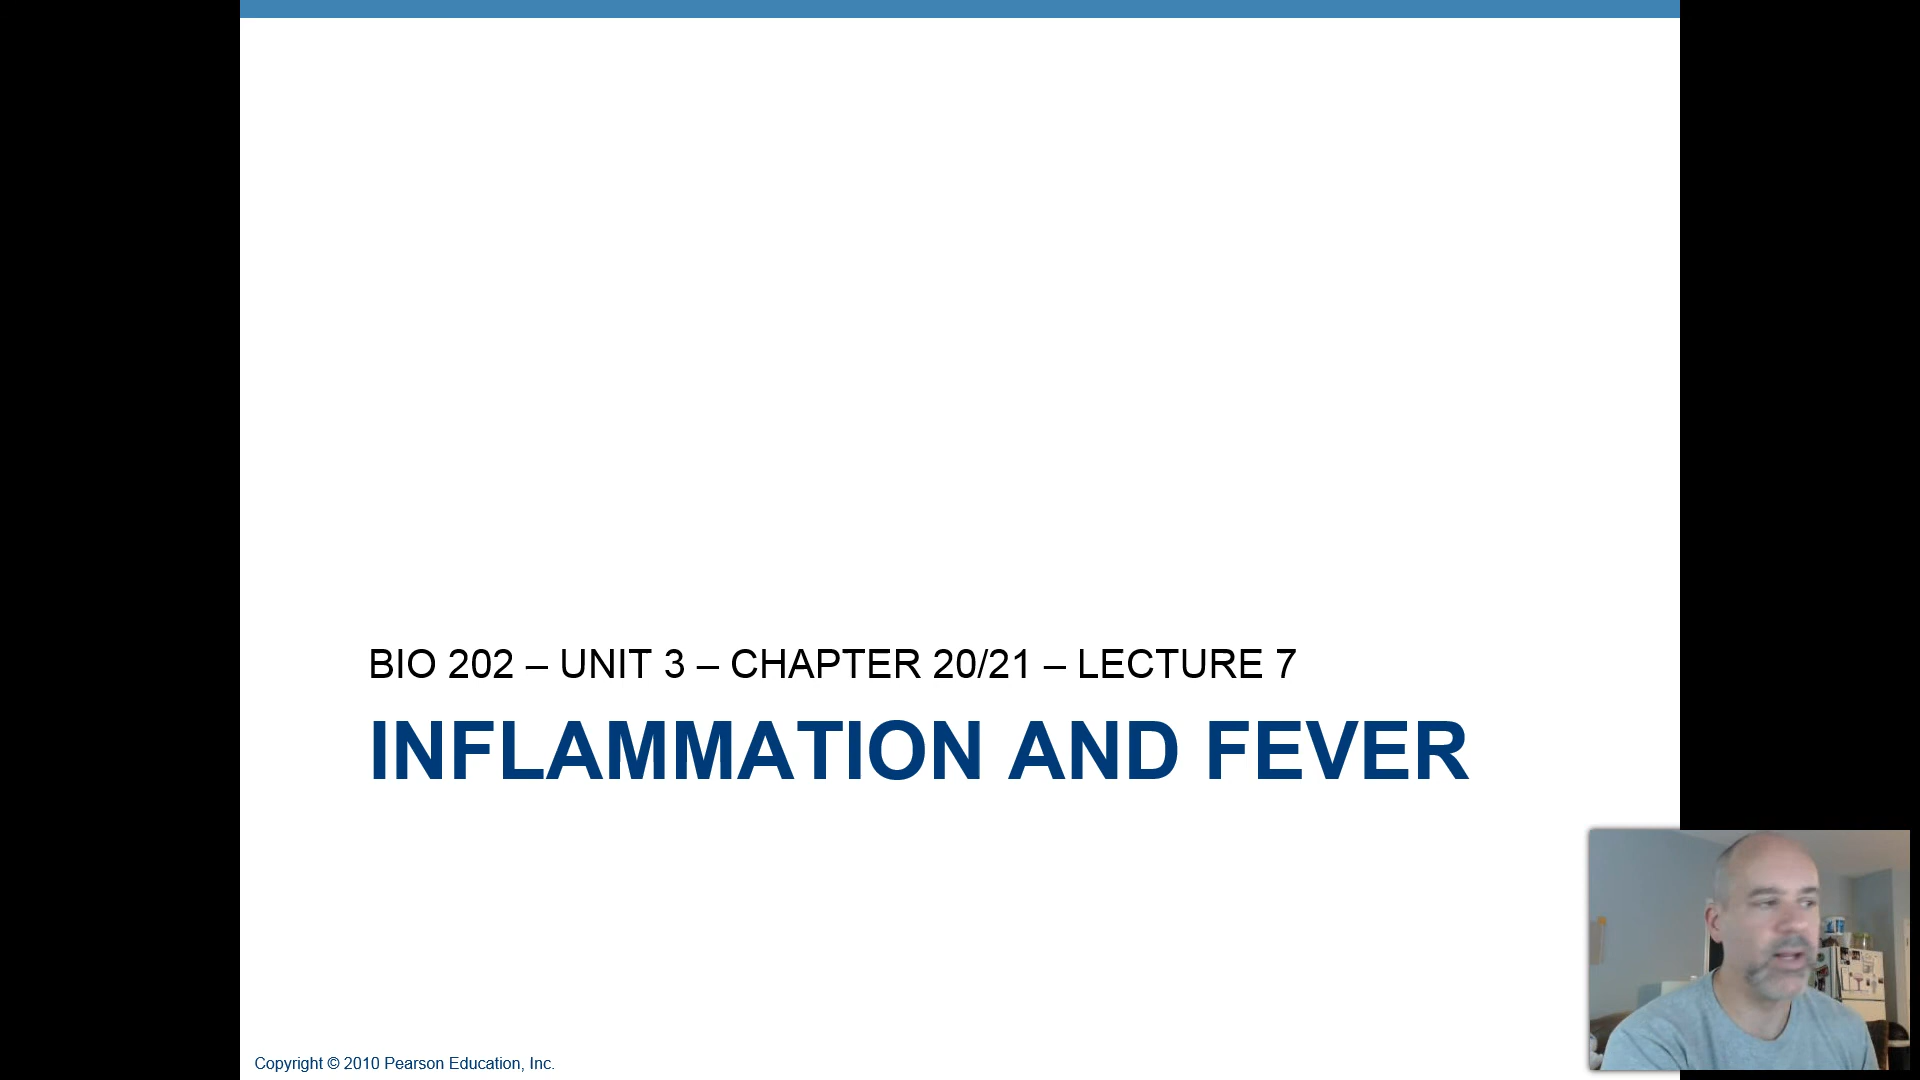 BIO 202 – UNIT 3 – CHAPTER 20/21 – LECTURE 7
INFLAMMATION AND FEVER
Copyright © 2010 Pearson Education, Inc.